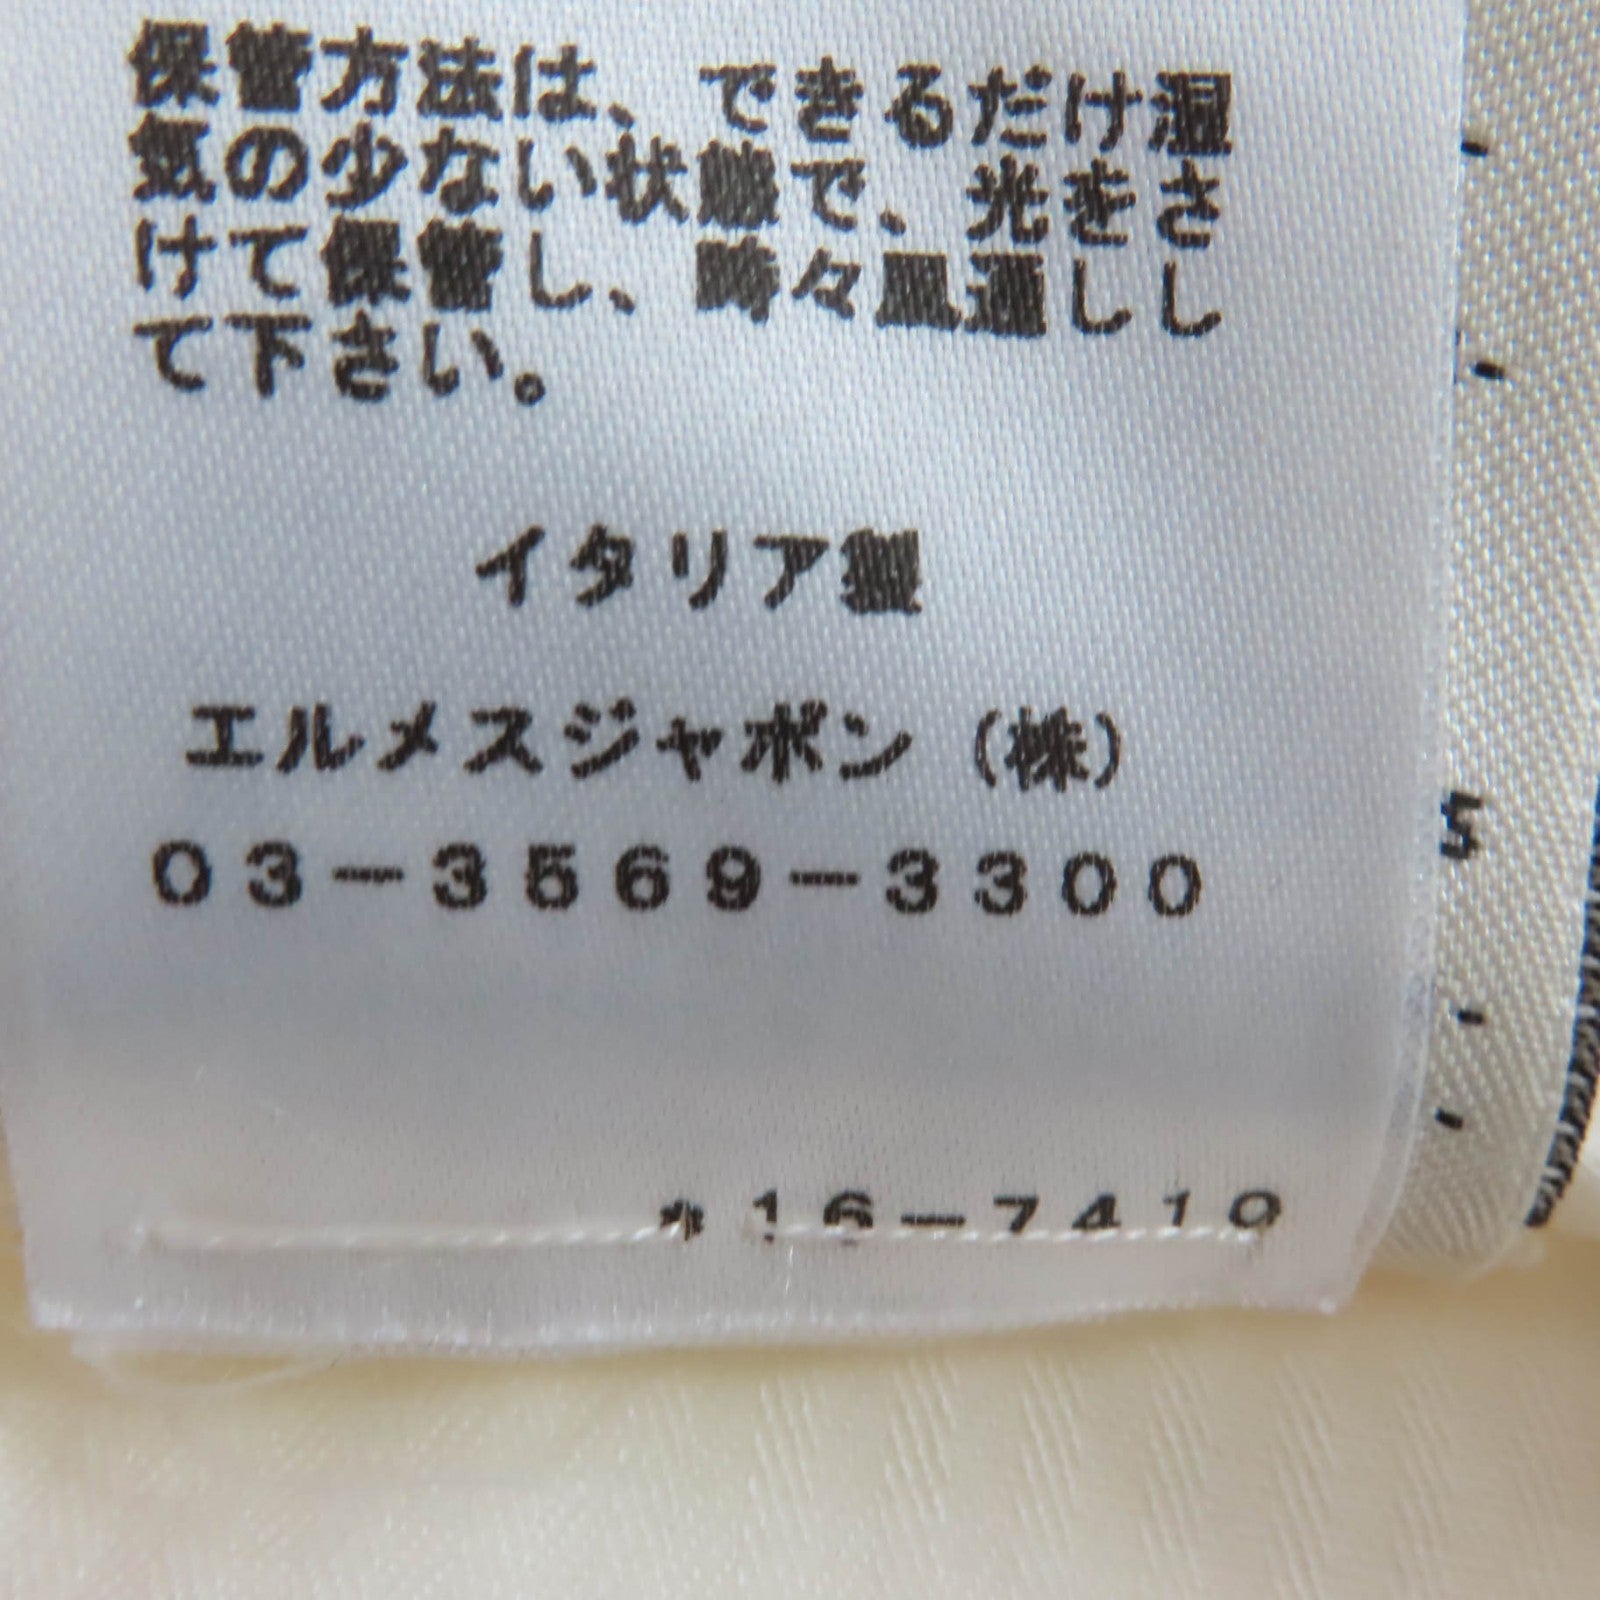 保管方法は、できるだけ湿
気の少ない状態で、光をさ
けて保管し、時々風通しし
て下さい。
イタリア製
エルメスジャポン（株）
03-3569-3300